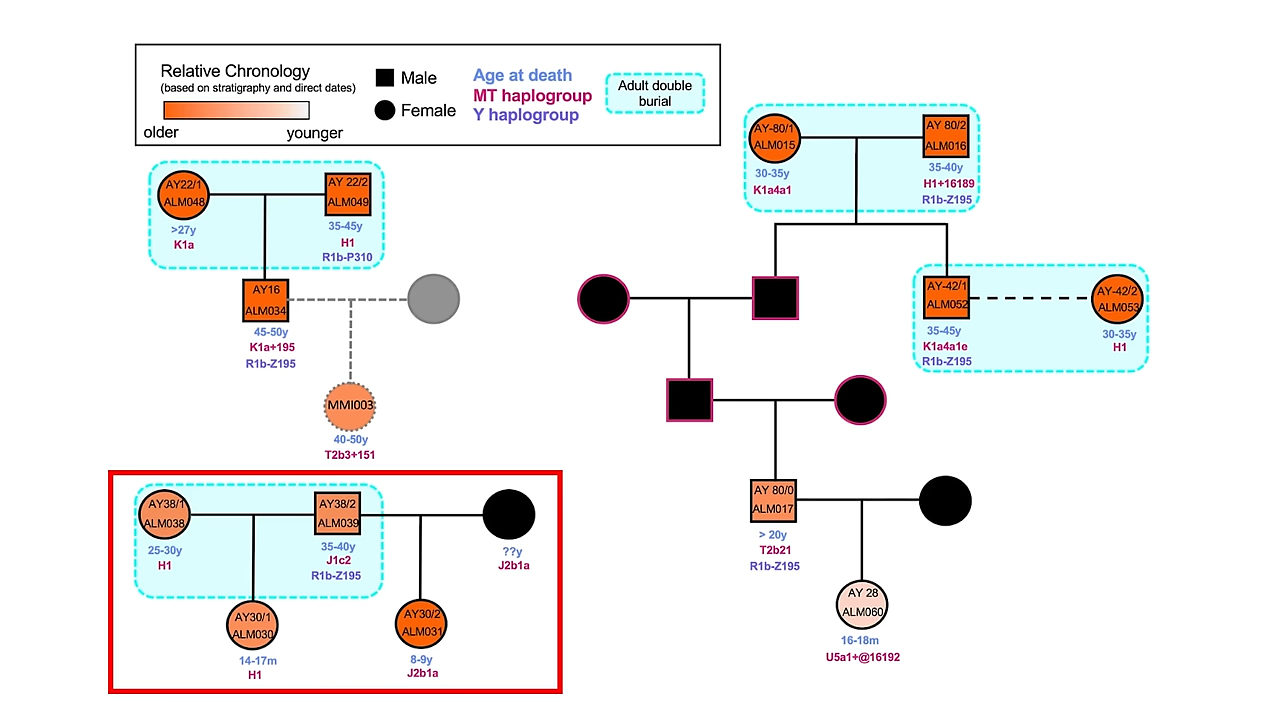 Relative Chronology
(based on stratigraphy and direct dates)
older
younger
Male
Female
Age at death
MT haplogroup
Y haplogroup
Adult double
burial
AY22/1
ALM048
>27y
K1a
AY 22/2
ALM049
35-45y
H1
R1b-P310
AY16
ALM034
45-50y
K1a+195
R1b-Z195
MMI003
40-50y
T2b3+151
AY38/1
ALM038
25-30y
H1
AY38/2
ALM039
35-40y
J1c2
R1b-Z195
??y
J2b1a
AY30/1
ALM030
14-17m
H1
AY30/2
ALM031
8-9y
J2b1a
AY-80/1
ALM015
30-35y
K1a4a1
AY 80/2
ALM016
35-40y
H1+16189
R1b-Z195
AY-42/1
ALM052
35-45y
K1a4a1e
R1b-Z195
AY-42/2
ALM053
30-35y
H1
AY 80/0
ALM017
> 20y
T2b21
R1b-Z195
AY 28
ALM060
16-18m
U5a1+@16192